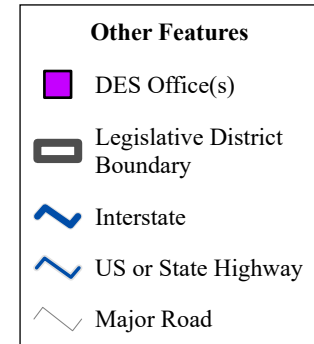 Other Features
DES Office(s)
Legislative District
Boundary
Interstate
US or State Highway
Major Road